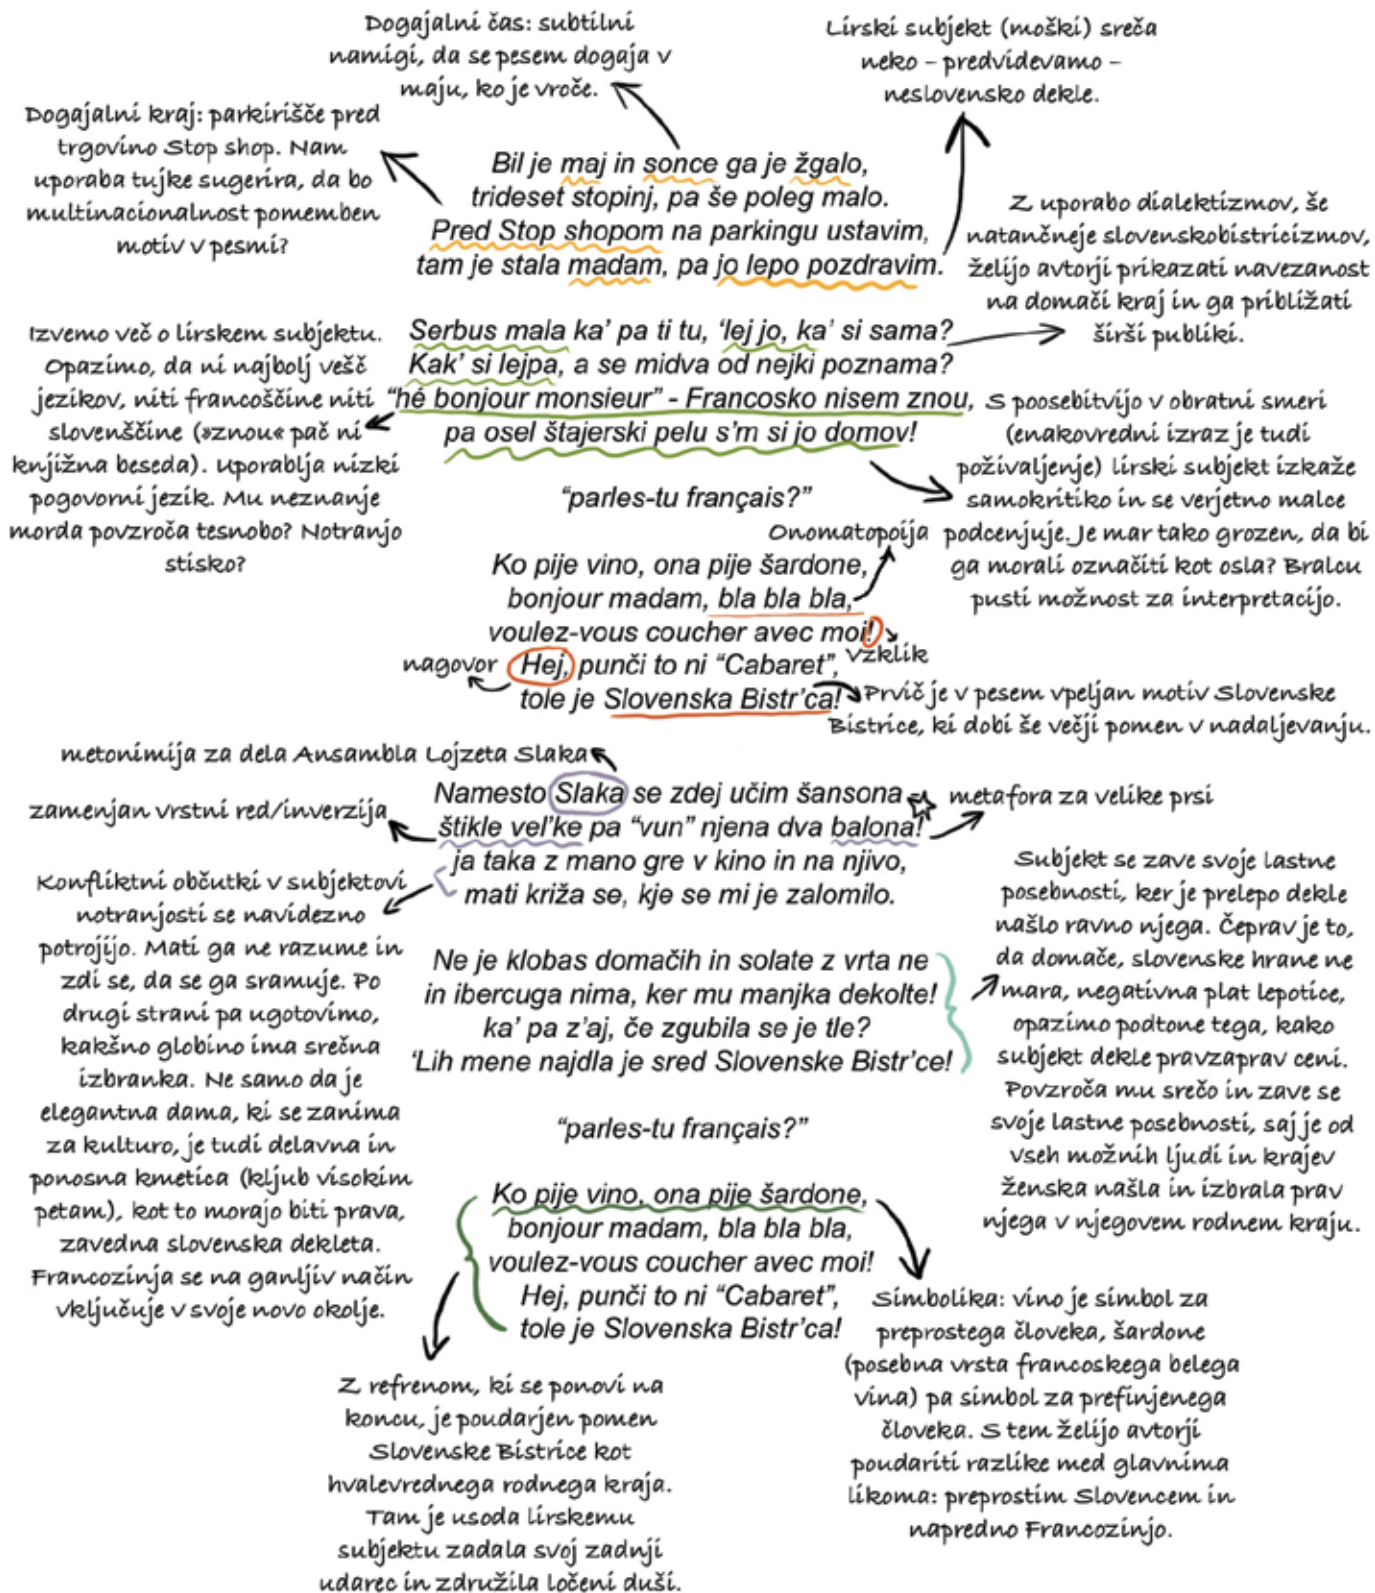 Dogajalni čas: subtilni
namigi, da se pesem dogaja v
maju, ko je vroče.
Lirski subjekt (moški) sreča
neko – predvidevamo –
neslovensko dekle.
Dogajalni kraj: parkirišče pred
trgovino Stop shop. Nam
uporaba tujke sugerira, da bo
multinacionalnost pomemben
motiv v pesmi?
Bil je maj in sonce ga je žgalo,
trideset stopinj, pa še poleg malo.
Pred Stop shopom na parkingu ustavim,
tam je stala madam, pa jo lepo pozdravim.
Z uporabo dialektizmov, še
natančneje slovenskobistricizmov,
želijo avtorji prikazati navezanost
na domači kraj in ga približati
širši publiki.
Izvemo več o lirskem subjektu.
Opazimo, da ni najbolj vešč
jezikov, niti francoščine niti
slovenščine (»znou« pač ni
knjižna beseda). Uporablja nizki
pogovorni jezik. Mu neznanje
morda povzroča tesnobo? Notranjo
stisko?
Serbus mala ka' pa ti tu, 'lej jo, ka' si sama?
Kak' si lejpa, a se midva od nejki poznama?
"hé bonjour monsieur" - Francosko nisem znou,
pa osel štajerski pelu s'm si jo domov!
S poosebitvijo v obratni smeri
(enakovredni izraz je tudi
poživaljenje) lirski subjekt izkaže
samokritiko in se verjetno malce
podcenjuje. Je mar tako grozen, da bi
ga morali označiti kot osla? Bralcu
pusti možnost za interpretacijo.
"parles-tu français?"
Onomatopoija
Ko pije vino, ona pije šardone,
bonjour madam, bla bla bla,
voulez-vous coucher avec moi!
vzklik
nagovor
Hej, punči to ni "Cabaret",
tole je Slovenska Bistr'ca!
Prvič je v pesem vpeljan motiv Slovenske
Bistrice, ki dobi še večji pomen v nadaljevanju.
metonimija za dela Ansambla Lojzeta Slaka
zamenjan vrstni red/inverzija
Namesto Slaka se zdej učim šansona
štikle vel'ke pa "vun" njena dva balona!
ja taka z mano gre v kino in na njivo,
mati križa se, kje se mi je zalomilo.
metafora za velike prsi
Konfliktni občutki v subjektovi
notranjosti se navidezno
potrojijo. Mati ga ne razume in
zdi se, da se ga sramuje. Po
drugi strani pa ugotovimo,
kakšno globino ima srečna
izbranka. Ne samo da je
elegantna dama, ki se zanima
za kulturo, je tudi delavna in
ponosna kmetica (kljub visokim
petam), kot to morajo biti prava,
zavedna slovenska dekleta.
Francozinja se na ganljiv način
vključuje v svoje novo okolje.
Ne je klobas domačih in solate z vrta ne
in ibercuga nima, ker mu manjka dekolte!
ka' pa z'aj, če zgubila se je tle?
'Lih mene najdla je sred Slovenske Bistr'ce!
Subjekt se zave svoje lastne
posebnosti, ker je prelepo dekle
našlo ravno njega. Čeprav je to,
da domače, slovenske hrane ne
mara, negativna plat lepotice,
opazimo podtone tega, kako
subjekt dekle pravzaprav ceni.
Povzroča mu srečo in zave se
svoje lastne posebnosti, saj je od
vseh možnih ljudi in krajev
ženska našla in izbrala prav
njega v njegovem rodnem kraju.
"parles-tu français?"
Ko pije vino, ona pije šardone,
bonjour madam, bla bla bla,
voulez-vous coucher avec moi!
Hej, punči to ni "Cabaret",
tole je Slovenska Bistr'ca!
Simbolika: vino je simbol za
preprostega človeka, šardone
(posebna vrsta francoskega belega
vina) pa simbol za prefinjenega
človeka. S tem želijo avtorji
poudariti razlike med glavnima
likoma: preprostim Slovencem in
napredno Francozinjo.
Z refrenom, ki se ponovi na
koncu, je poudarjen pomen
Slovenske Bistrice kot
hvalevrednega rodnega kraja.
Tam je usoda lirskemu
subjektu zadala svoj zadnji
udarec in združila ločeni duši.